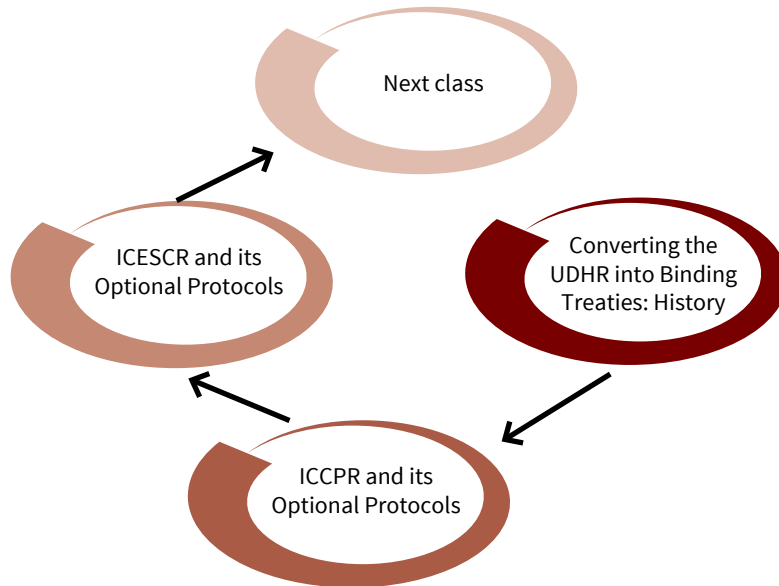 Next class
Converting the
UDHR into Binding
Treaties: History
ICCPR and its
Optional Protocols
ICESCR and its
Optional Protocols